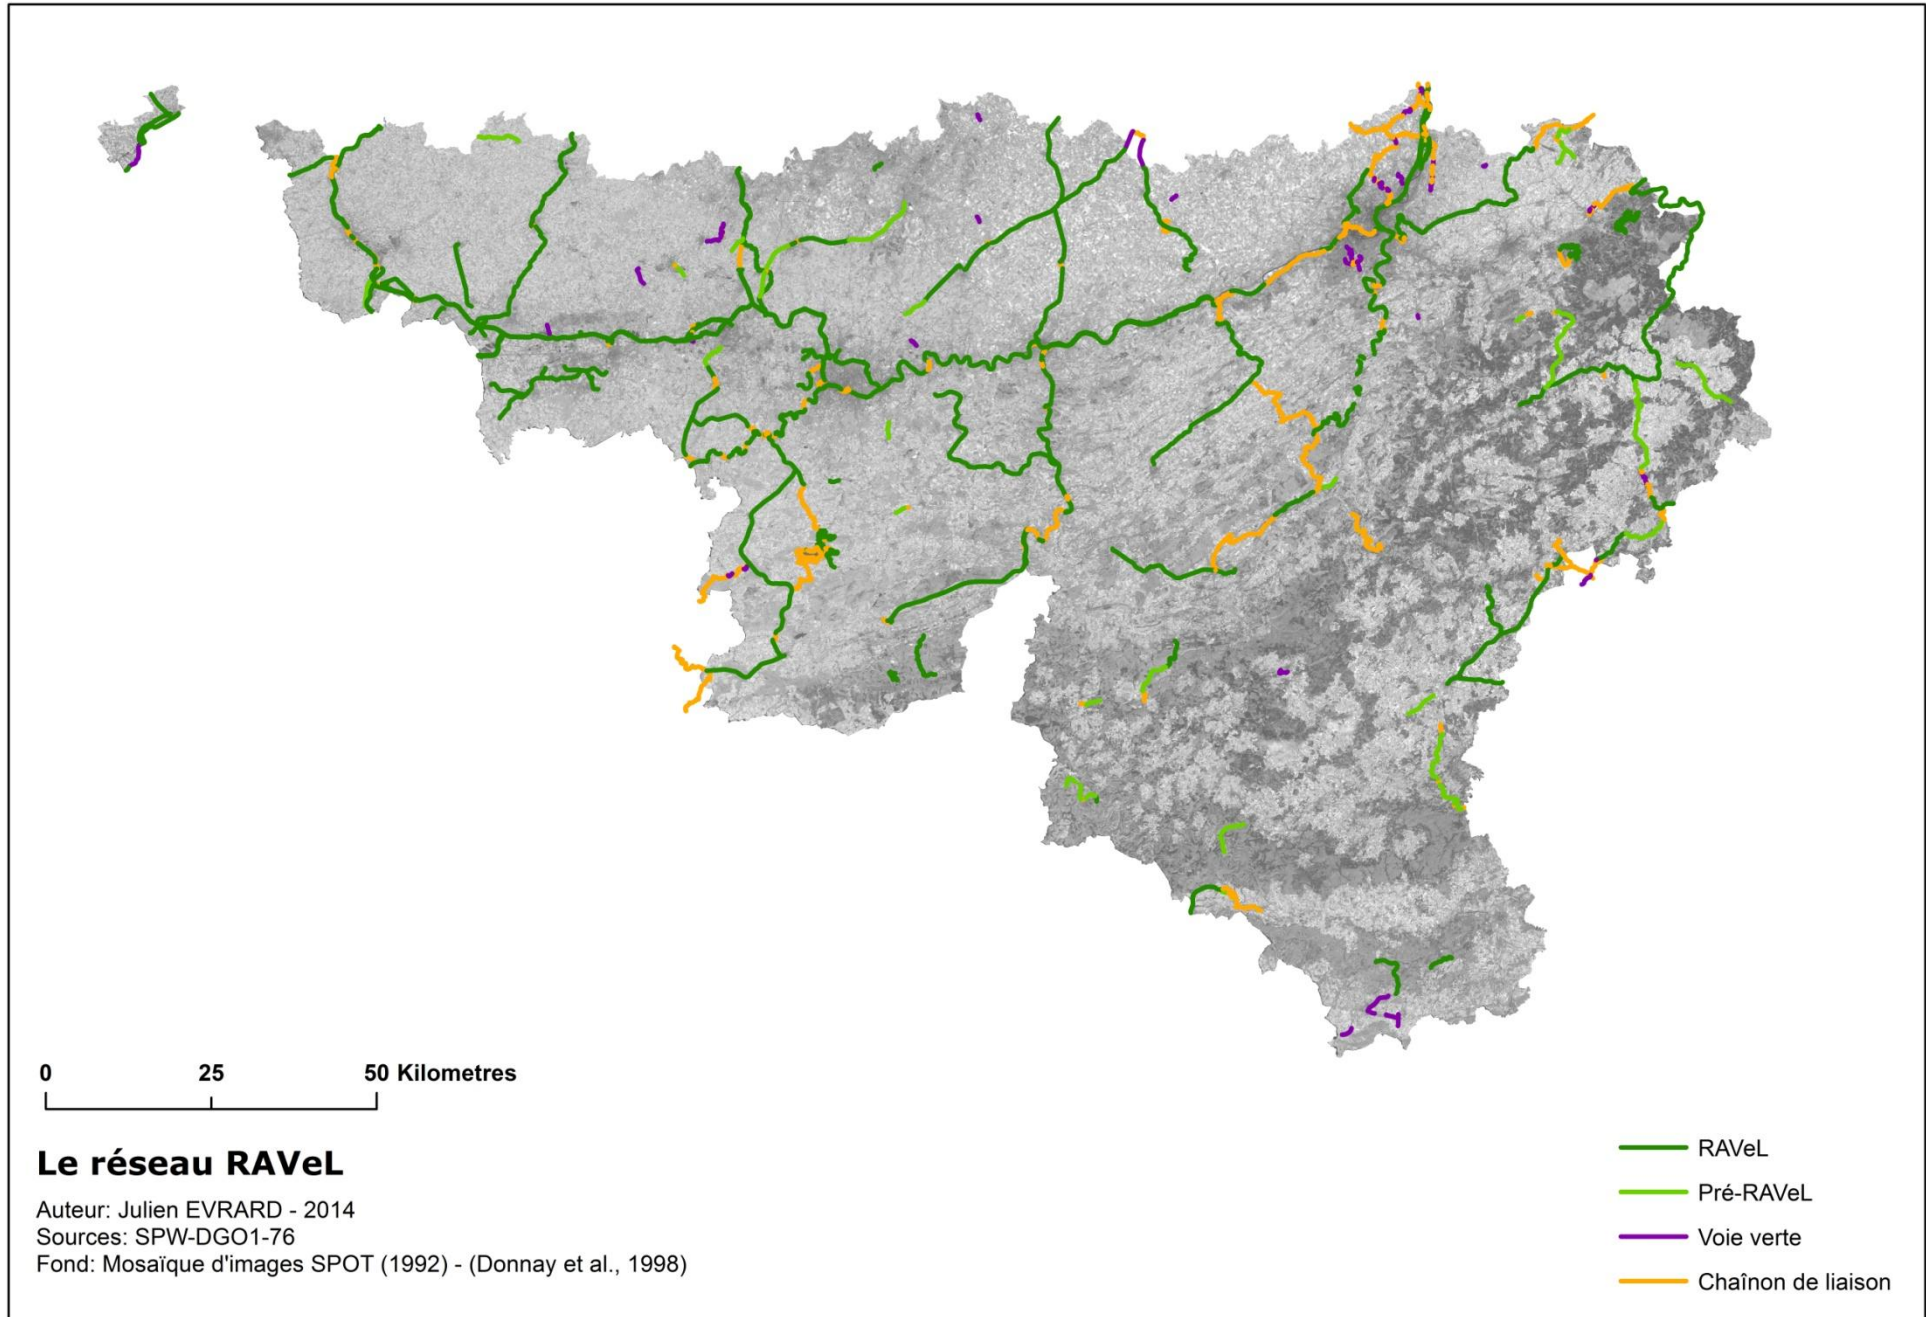 0 25 50 Kilometres
Le réseau RAVeL
Auteur: Julien EVRARD - 2014
Sources: SPW-DGO1-76
Fond: Mosaïque d'images SPOT (1992) - (Donnay et al., 1998)
RAVeL
Pré-RAVeL
Voie verte
Chaînon de liaison